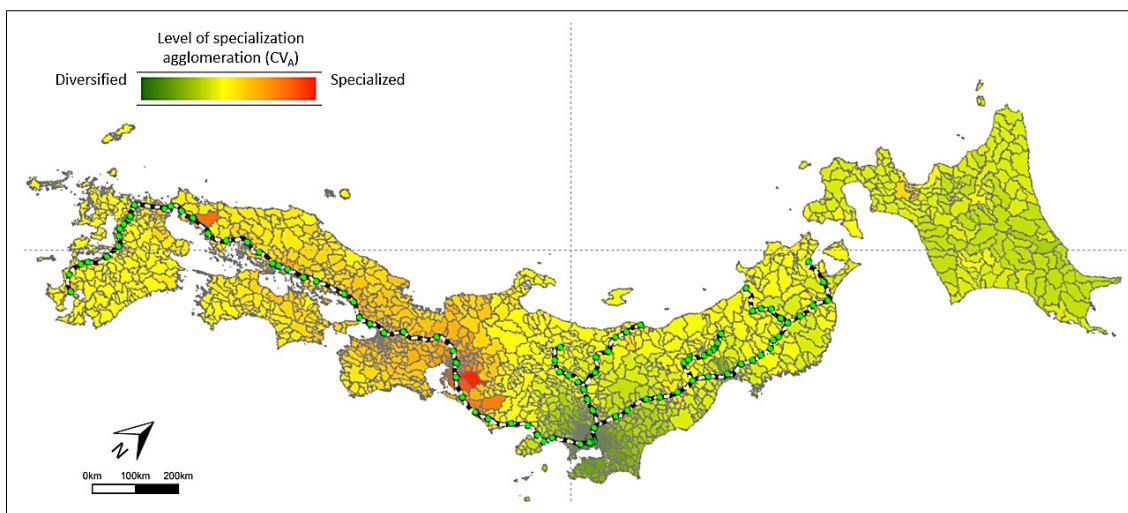 Level of specialization
agglomeration (CVA)
Diversified
Specialized
N
0km 100km 200km